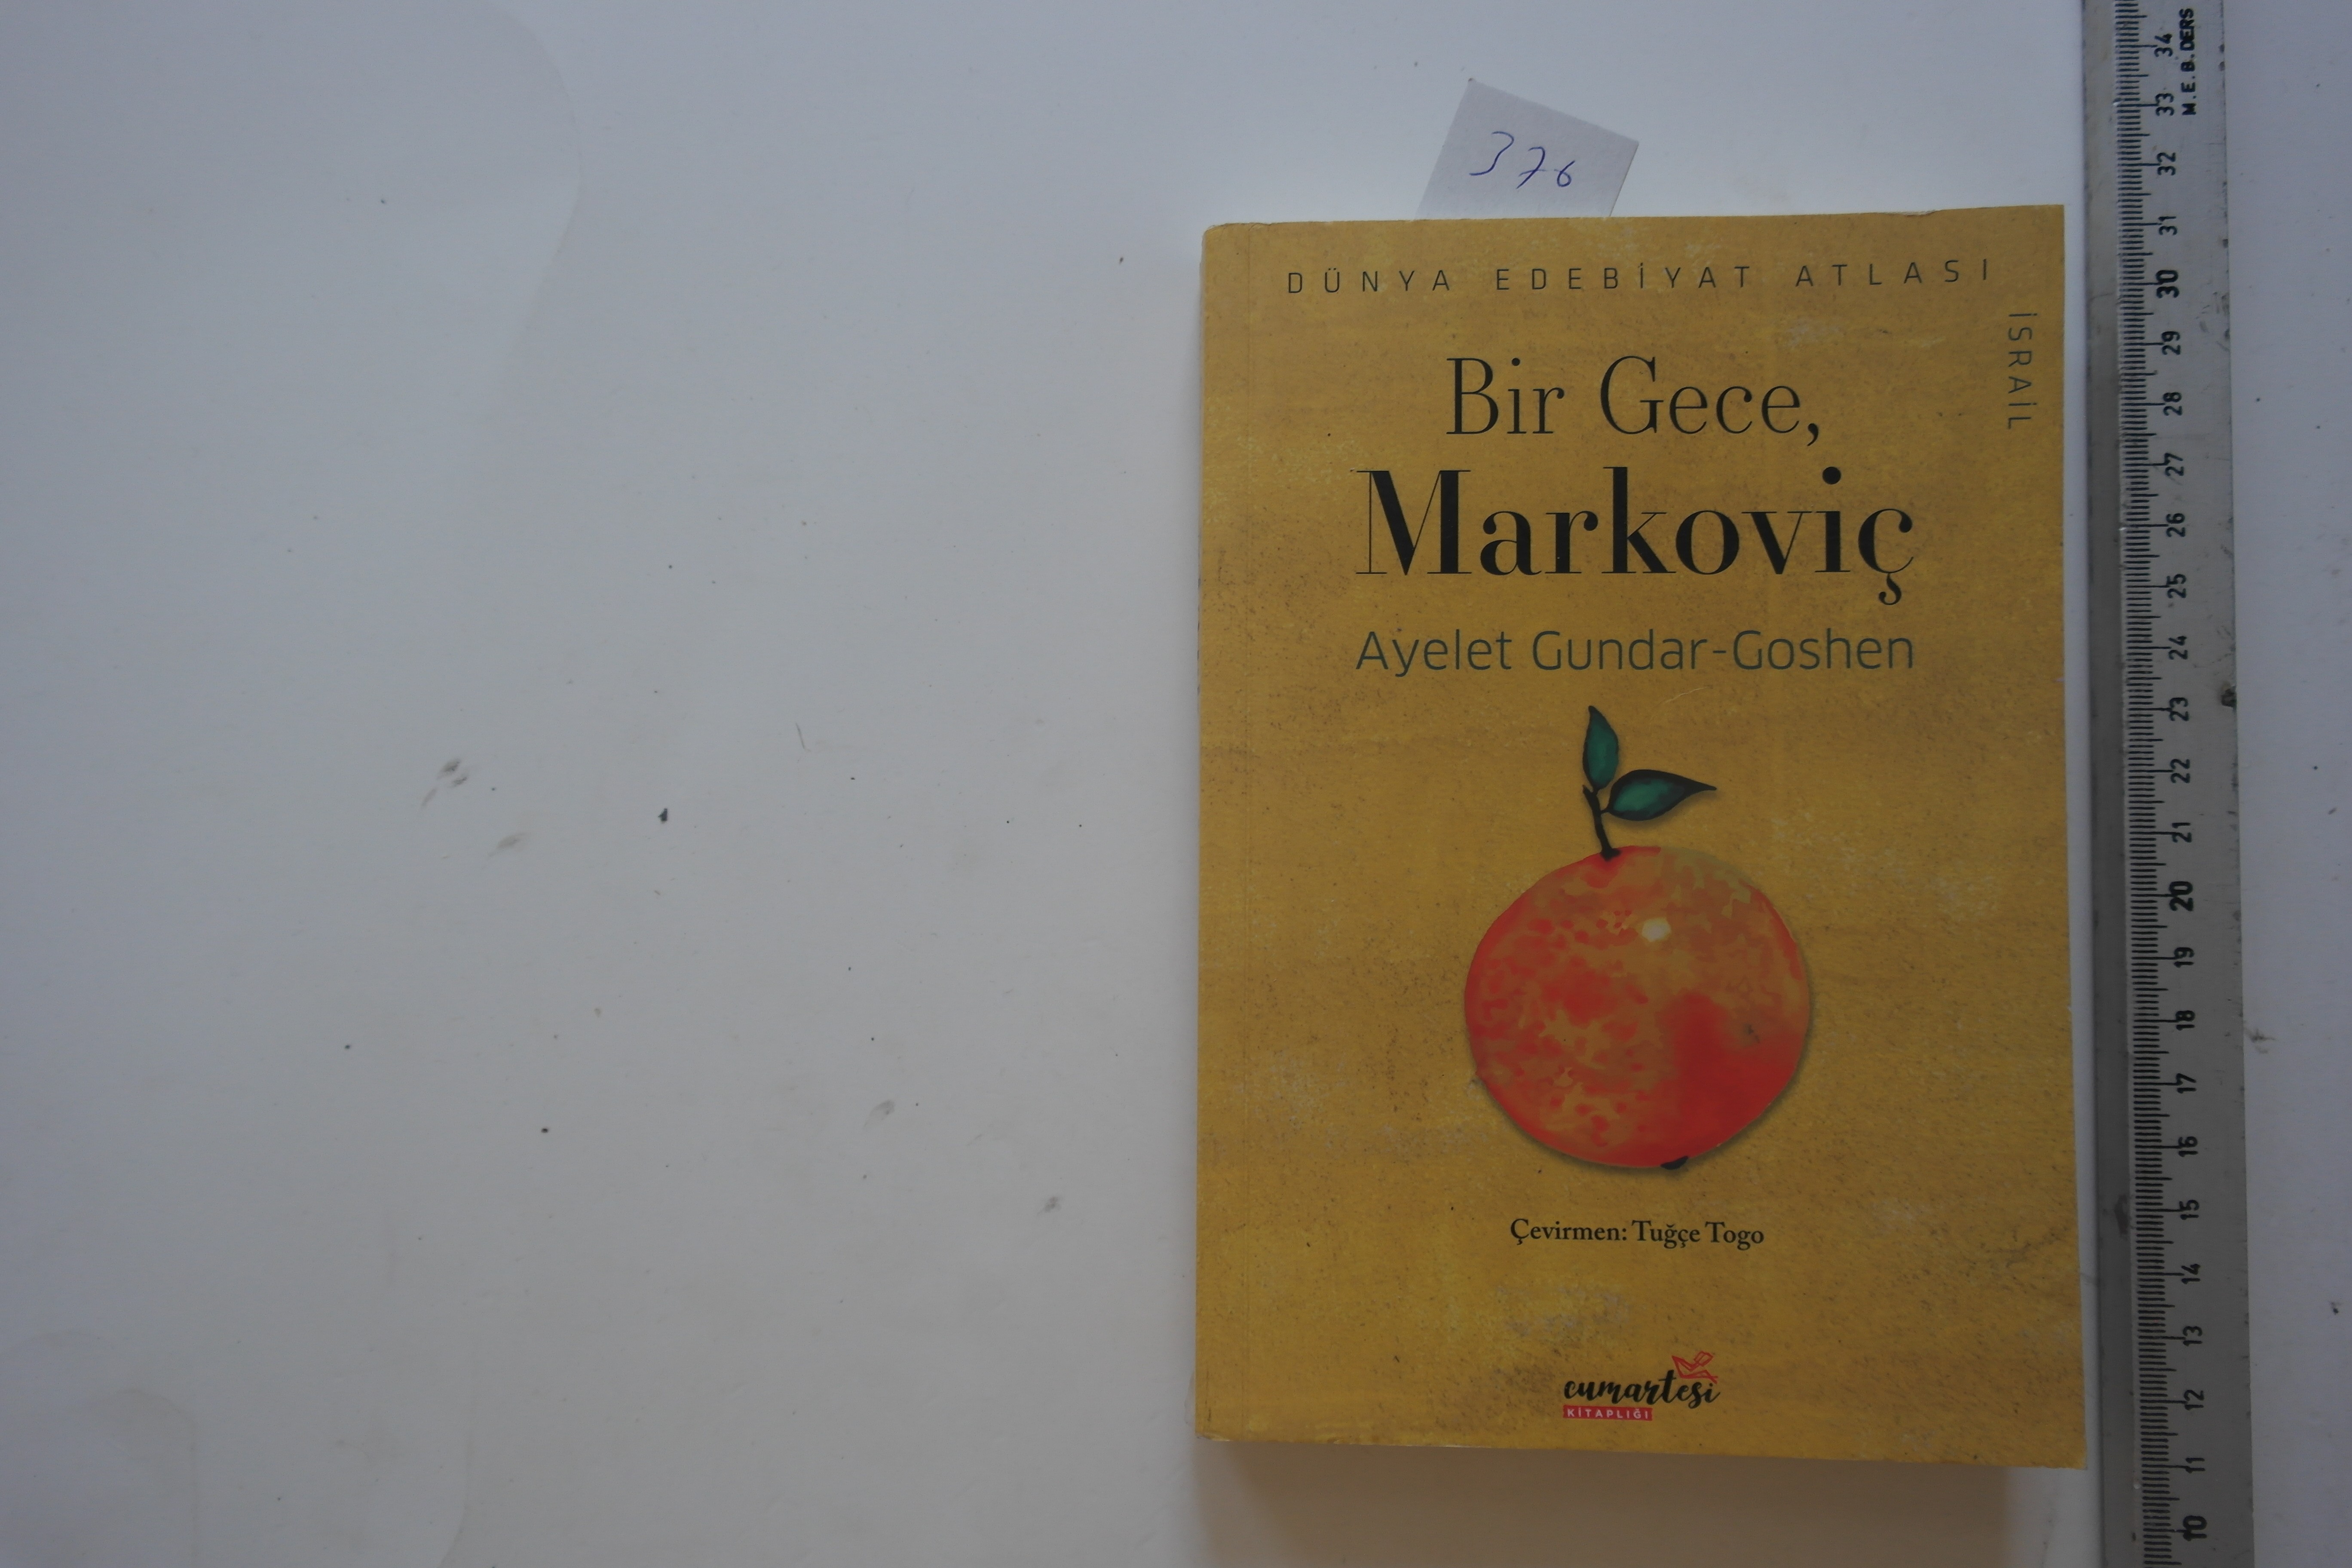 376
DÜNYA EDEBİYAT ATLASI
İSRAİL
Bir Gece,
Markoviç
Ayelet Gundar-Goshen
Çevirmen: Tuğçe Togo
cumartesi
KİTAPLIĞI
M.E.B.DERS
34
33
32
31
30
29
28
27
26
25
24
23
22
21
20
19
18
17
16
15
14
13
12
11
10